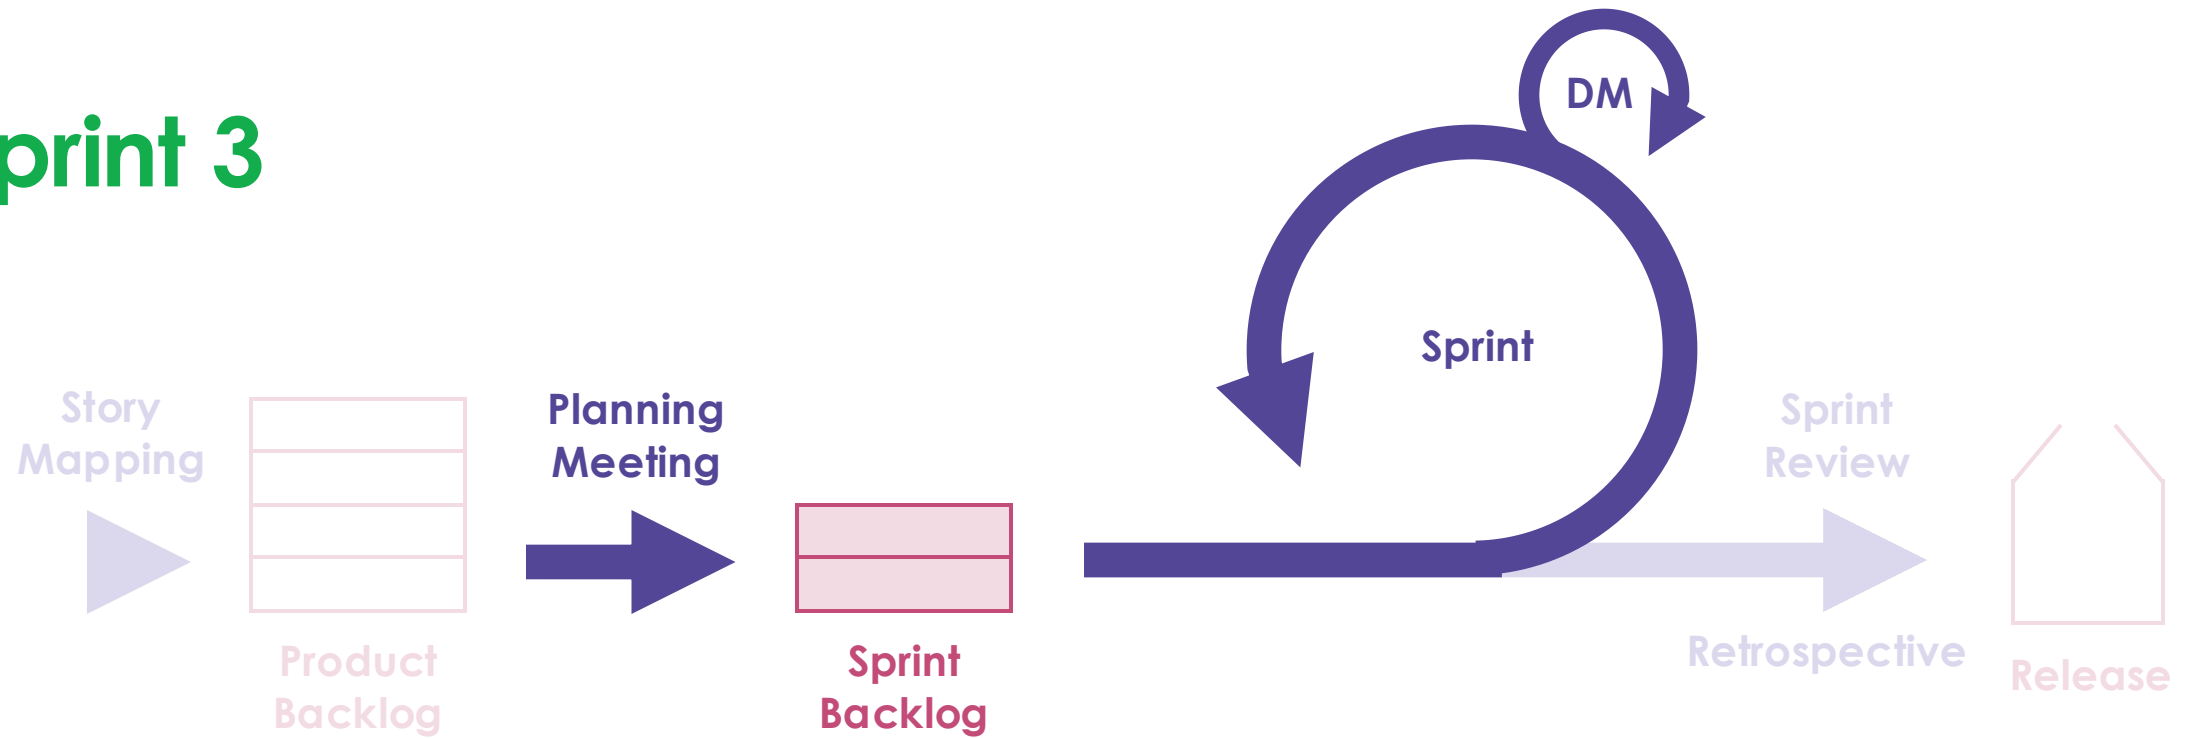 print 3
DM
Sprint
Story
Mapping
Planning
Meeting
Sprint
Review
Product
Backlog
Sprint
Backlog
Retrospective
Release